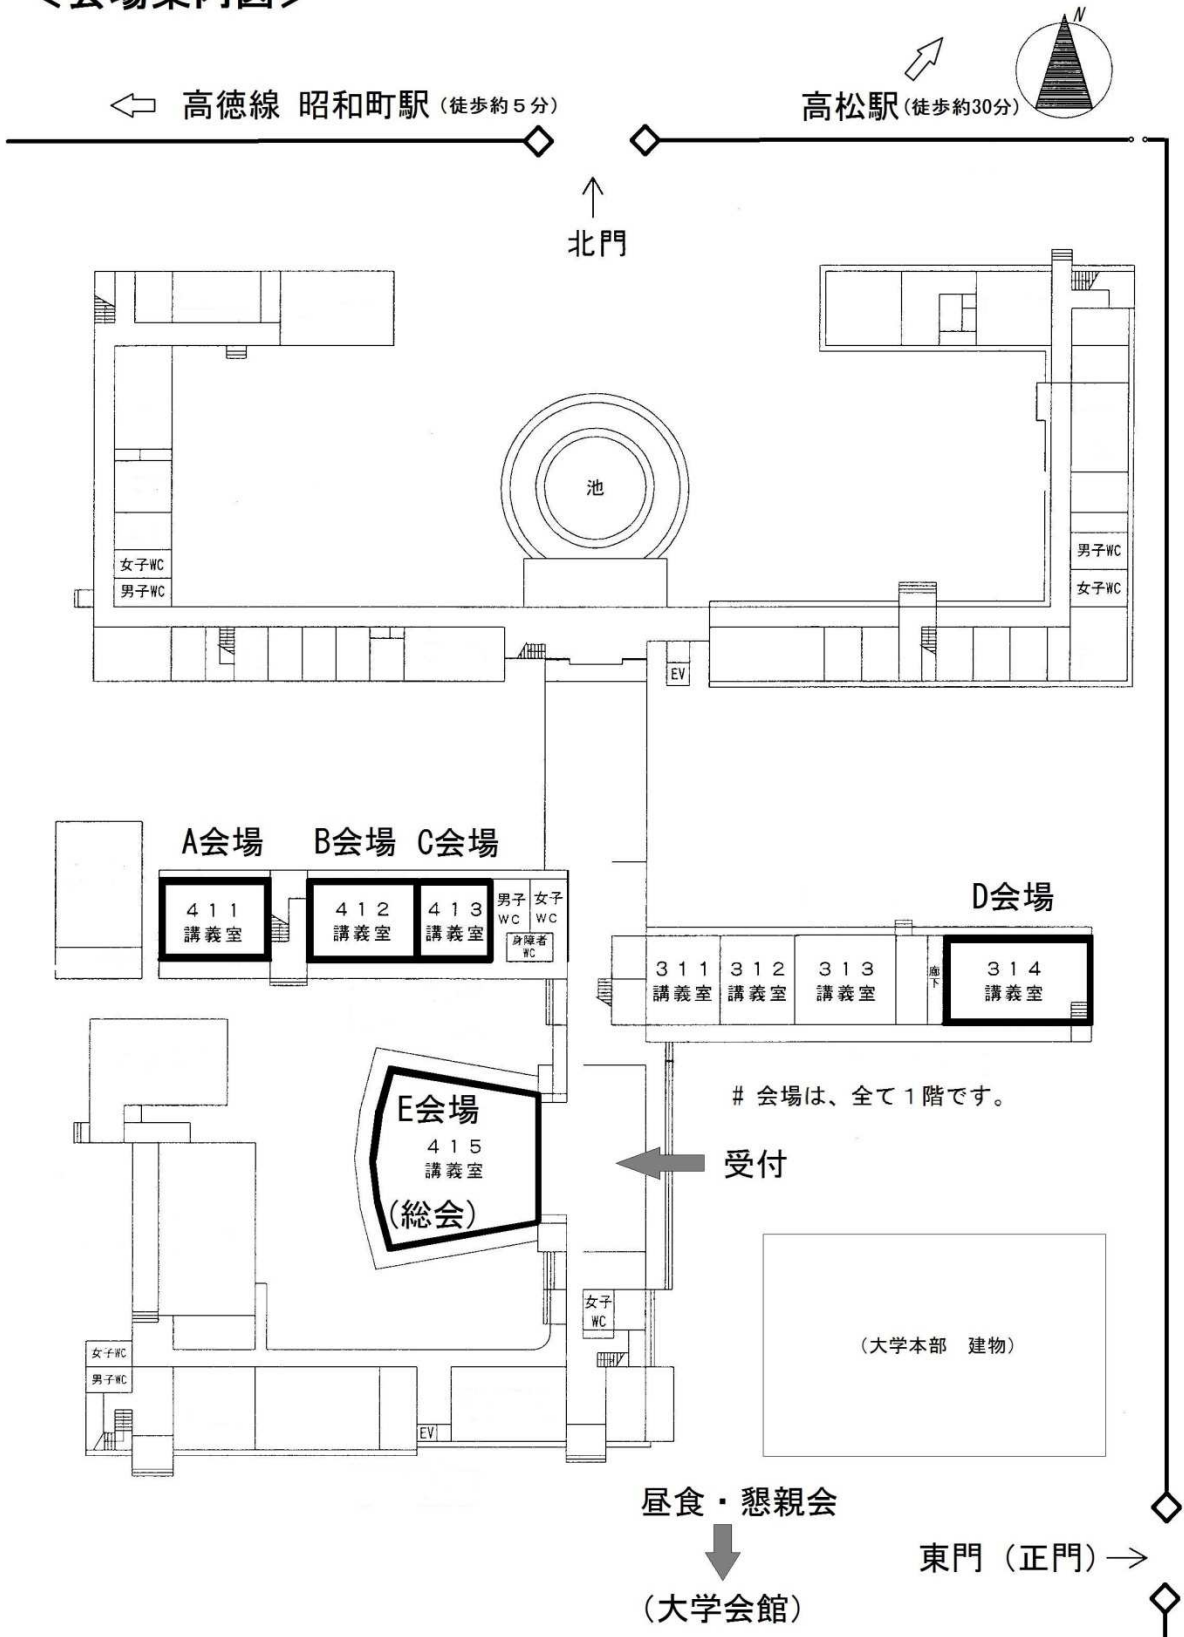 ＜会場案内図＞
N
⇦ 高徳線 昭和町駅（徒歩約５分）
高松駅（徒歩約30分）
↑
北門
池
女子WC
男子WC
男子WC
女子WC
EV
A会場
B会場
C会場
４１１
講義室
４１２
講義室
４１３
講義室
男子
WC
女子
WC
身障者
WC
D会場
３１１
講義室
３１２
講義室
３１３
講義室
廊下
３１４
講義室
# 会場は、全て１階です。
E会場
４１５
講義室
(総会)
受付
女子
WC
(大学本部　建物)
女子WC
男子WC
EV
昼食・懇親会
(大学会館)
東門（正門）→